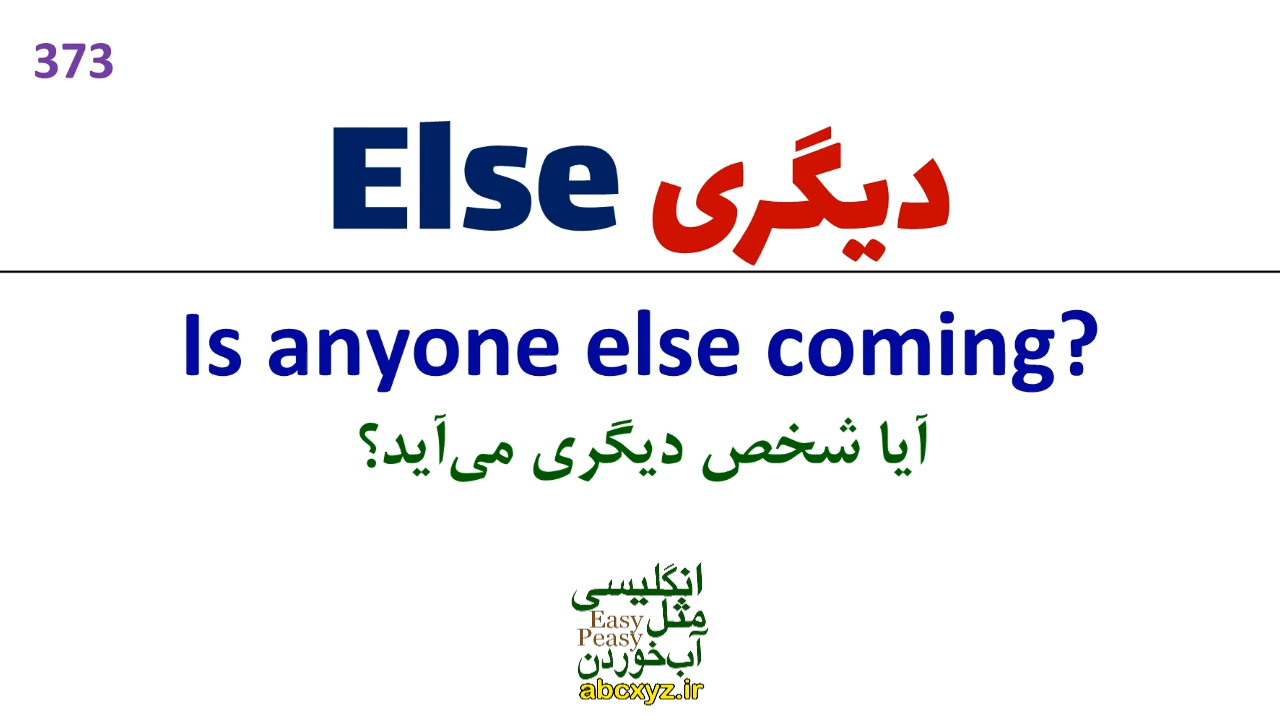 373
Else دیگری
Is anyone else coming?
آیا شخص دیگری می‌آید؟
انگلیسی
مثل
Easy
Peasy
آب‌خوردن
abcxyz.ir